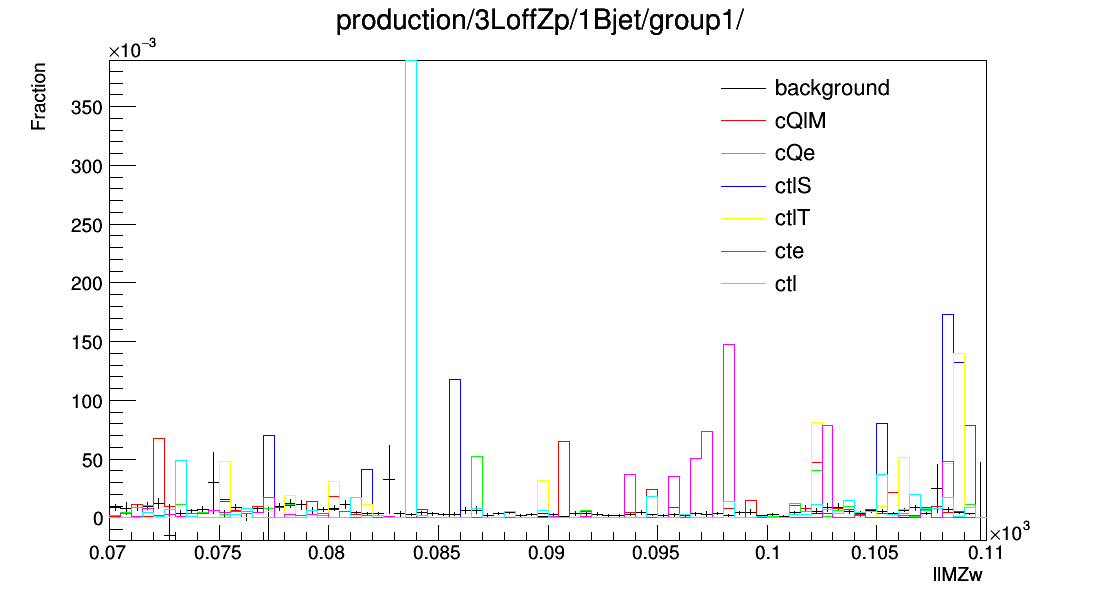 production/3LoffZp/1Bjet/group1/
×10⁻³
Fraction
350
300
250
200
150
100
50
0
background
cQlM
cQe
ctlS
ctlT
cte
ctl
0.07 0.075 0.08 0.085 0.09 0.095 0.1 0.105 0.11
×10³
llMZw